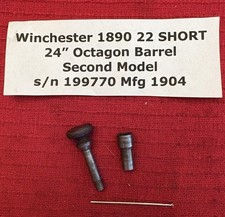 Winchester 1890 22 SHORT
24" Octagon Barrel
Second Model
s/n 199770 Mfg 1904